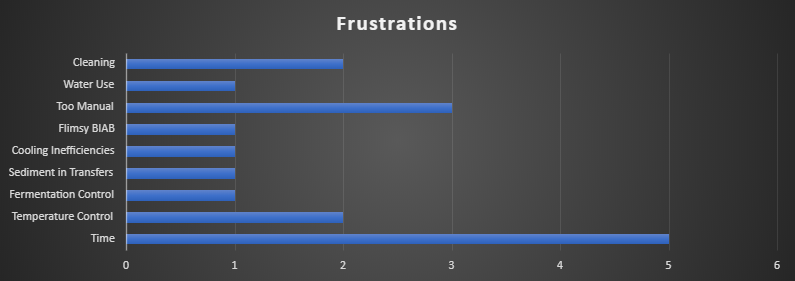 Frustrations
Cleaning
Water Use
Too Manual
Flimsy BIAB
Cooling Inefficiencies
Sediment in Transfers
Fermentation Control
Temperature Control
Time
0 1 2 3 4 5 6